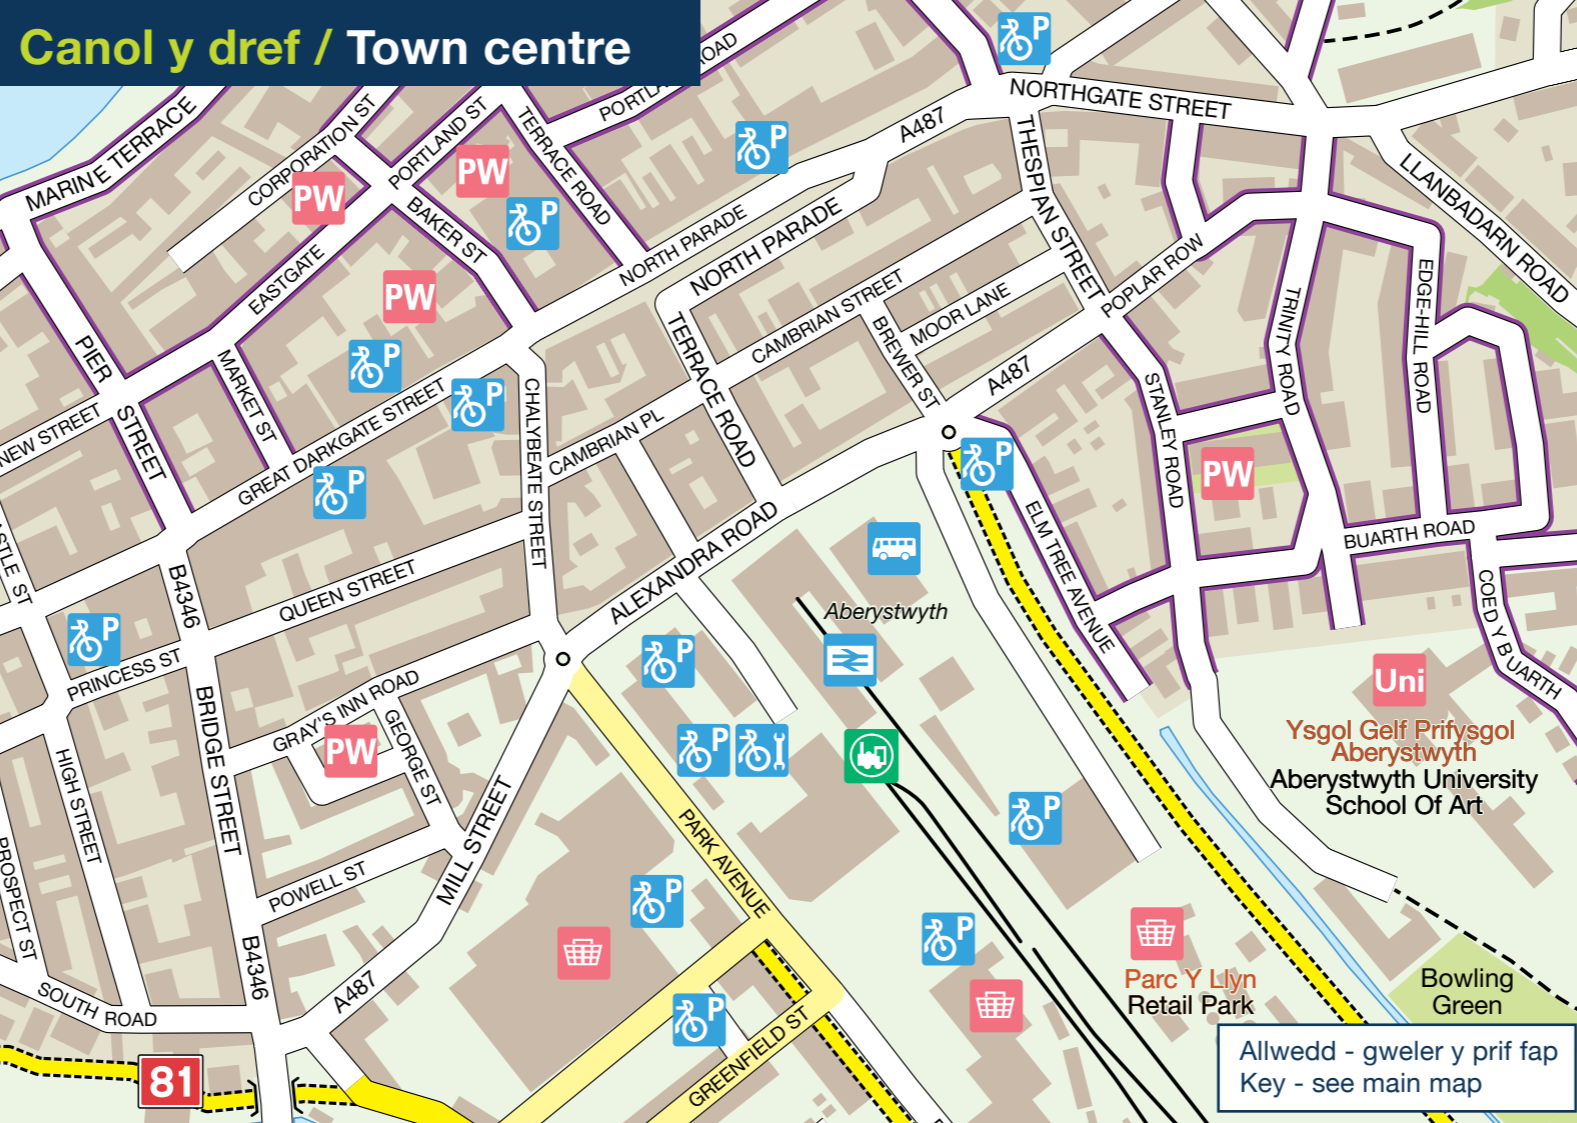 Canol y dref / Town centre
P
NORTHGATE STREET
A487
P
MARINE TERRACE
CORPORATION ST
PORTLAND ST
TERRACE ROAD
THESPIAN STREET
LLANBADARN ROAD
PW
PW
P
BAKER ST
NORTH PARADE
NORTH PARADE
POPLAR ROW
EASTGATE
PW
CAMBRIAN STREET
MOOR LANE
TRINITY ROAD
EDGE-HILL ROAD
PIER
STREET
MARKET ST
P
P
TERRACE ROAD
BREWER ST
A487
STANLEY ROAD
NEW STREET
GREAT DARKGATE STREET
CHALYBEATE STREET
CAMBRIAN PL
P
P
PW
ELM TREE AVENUE
BUARTH ROAD
ALEXANDRA ROAD
B4346
QUEEN STREET
Aberystwyth
COED Y BUARTH
P
PRINCESS ST
P
Uni
Ysgol Gelf Prifysgol
Aberystwyth
Aberystwyth University
School Of Art
GRAY'S INN ROAD
GEORGE ST
PW
BRIDGE STREET
HIGH STREET
P
PROSPECT ST
MILL STREET
PARK AVENUE
P
POWELL ST
P
P
B4346
A487
SOUTH ROAD
Parc Y Llyn
Retail Park
Bowling
Green
P
GREENFIELD ST
81
Allwedd - gweler y prif fap
Key - see main map